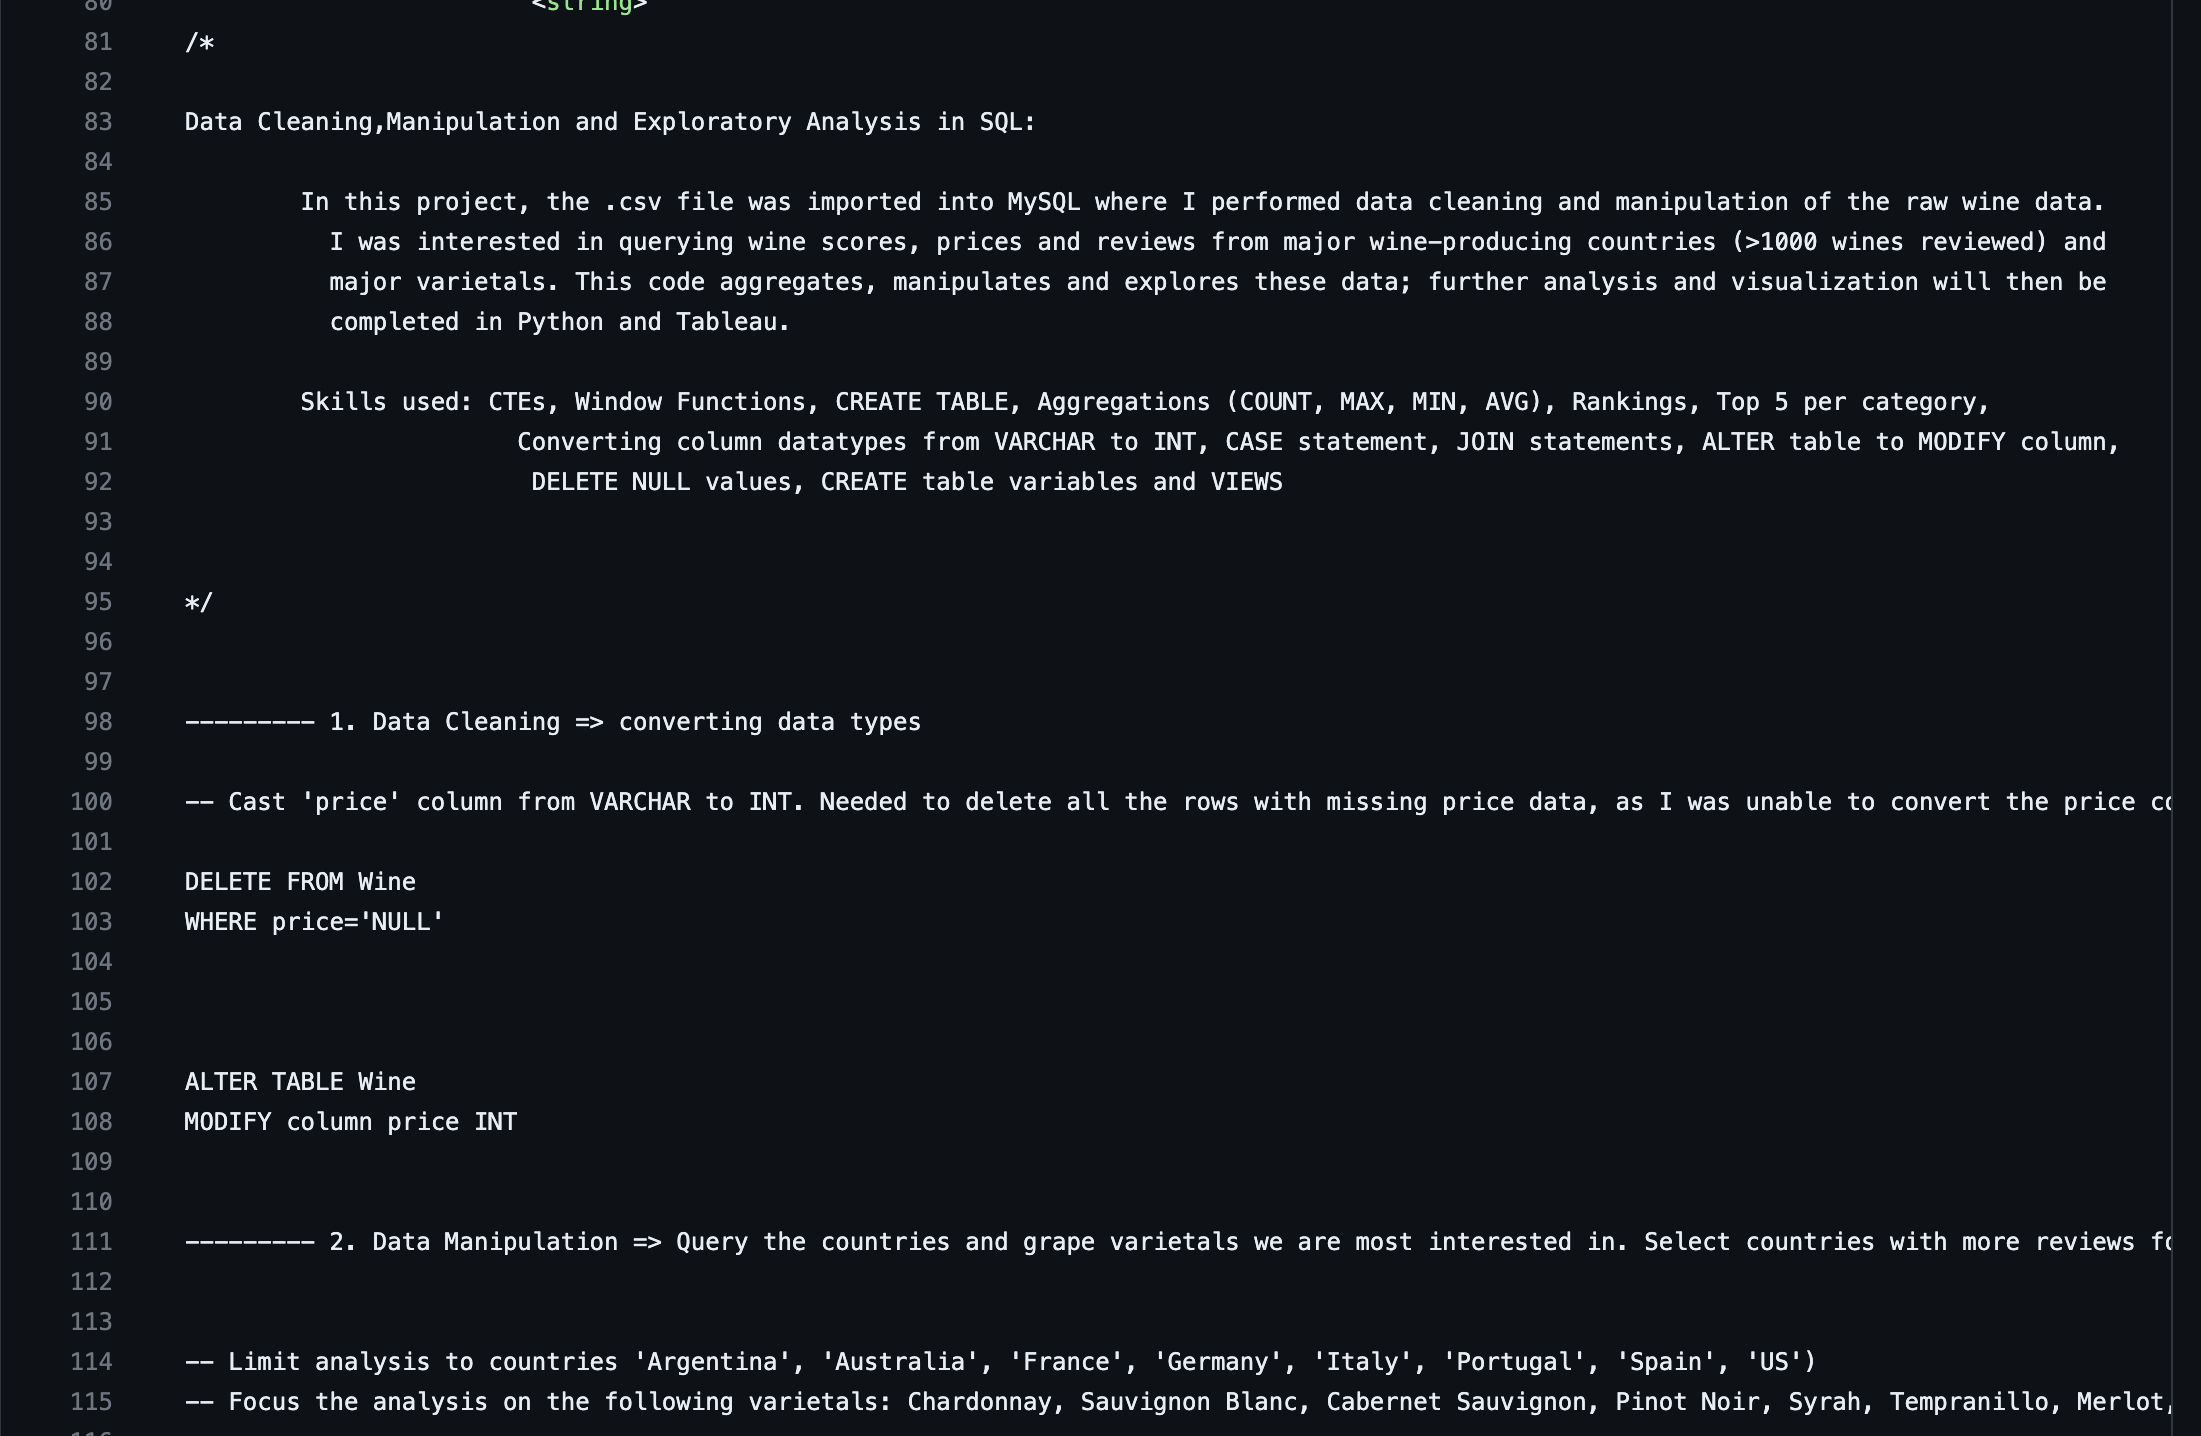 80 <string>
81 /*
82
83 Data Cleaning,Manipulation and Exploratory Analysis in SQL:
84
85 In this project, the .csv file was imported into MySQL where I performed data cleaning and manipulation of the raw wine data.
86 I was interested in querying wine scores, prices and reviews from major wine-producing countries (>1000 wines reviewed) and
87 major varietals. This code aggregates, manipulates and explores these data; further analysis and visualization will then be
88 completed in Python and Tableau.
89
90 Skills used: CTEs, Window Functions, CREATE TABLE, Aggregations (COUNT, MAX, MIN, AVG), Rankings, Top 5 per category,
91 Converting column datatypes from VARCHAR to INT, CASE statement, JOIN statements, ALTER table to MODIFY column,
92 DELETE NULL values, CREATE table variables and VIEWS
93
94
95 */
96
97
98 --------- 1. Data Cleaning => converting data types
99
100 -- Cast 'price' column from VARCHAR to INT. Needed to delete all the rows with missing price data, as I was unable to convert the price
101
102 DELETE FROM Wine
103 WHERE price='NULL'
104
105
106
107 ALTER TABLE Wine
108 MODIFY column price INT
109
110
111 --------- 2. Data Manipulation => Query the countries and grape varietals we are most interested in. Select countries with more reviews
112
113
114 -- Limit analysis to countries 'Argentina', 'Australia', 'France', 'Germany', 'Italy', 'Portugal', 'Spain', 'US')
115 -- Focus the analysis on the following varietals: Chardonnay, Sauvignon Blanc, Cabernet Sauvignon, Pinot Noir, Syrah, Tempranillo, Merlot,